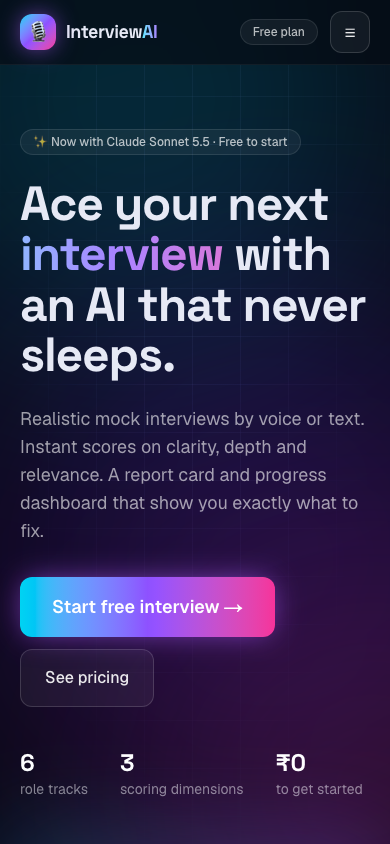 InterviewAI
Free plan
☰
✨ Now with Claude Sonnet 5.5 · Free to start
Ace your next
interview with
an AI that never
sleeps.
Realistic mock interviews by voice or text.
Instant scores on clarity, depth and
relevance. A report card and progress
dashboard that show you exactly what to
fix.
Start free interview →
See pricing
6
role tracks
3
scoring dimensions
₹0
to get started